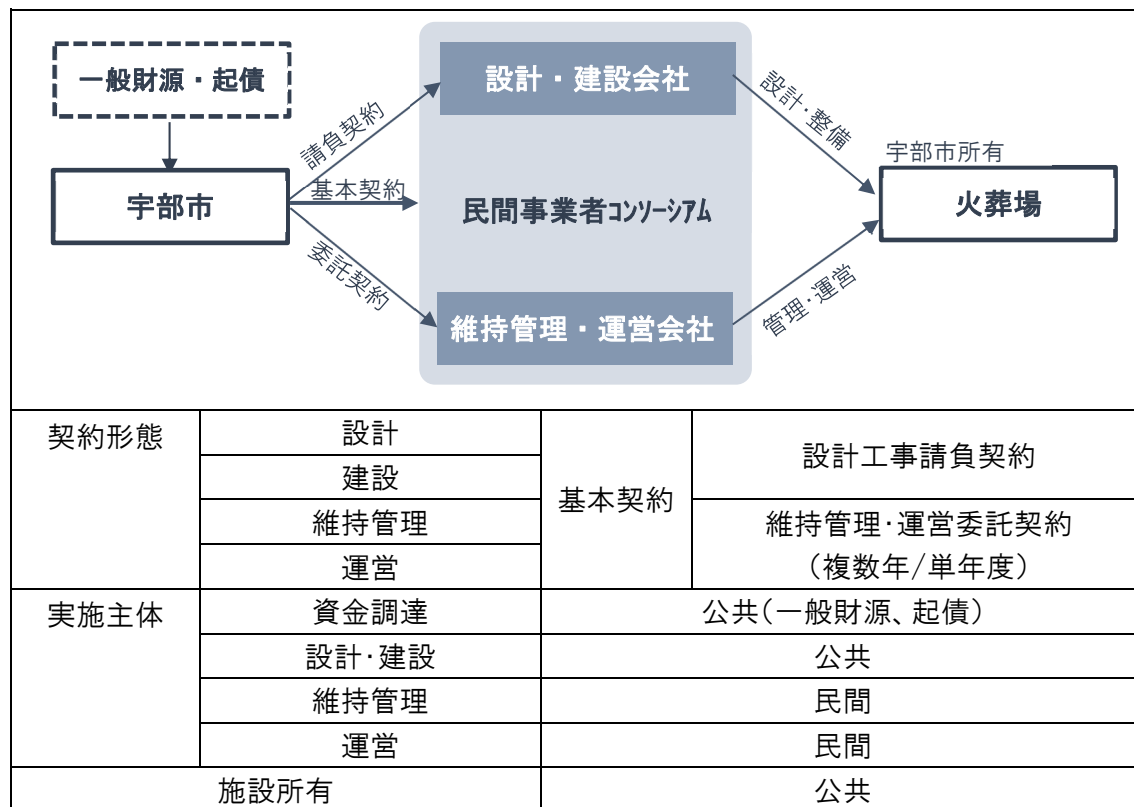 一般財源・起債
宇部市
請負契約
基本契約
委託契約
設計・建設会社
民間事業者ｺﾝｿｰｼｱﾑ
維持管理・運営会社
設計・整備
管理・運営
宇部市所有
火葬場
契約形態
設計
建設
維持管理
運営
基本契約
設計工事請負契約
維持管理・運営委託契約
（複数年/単年度）
実施主体
資金調達
公共（一般財源、起債）
設計・建設
公共
維持管理
民間
運営
民間
施設所有
公共